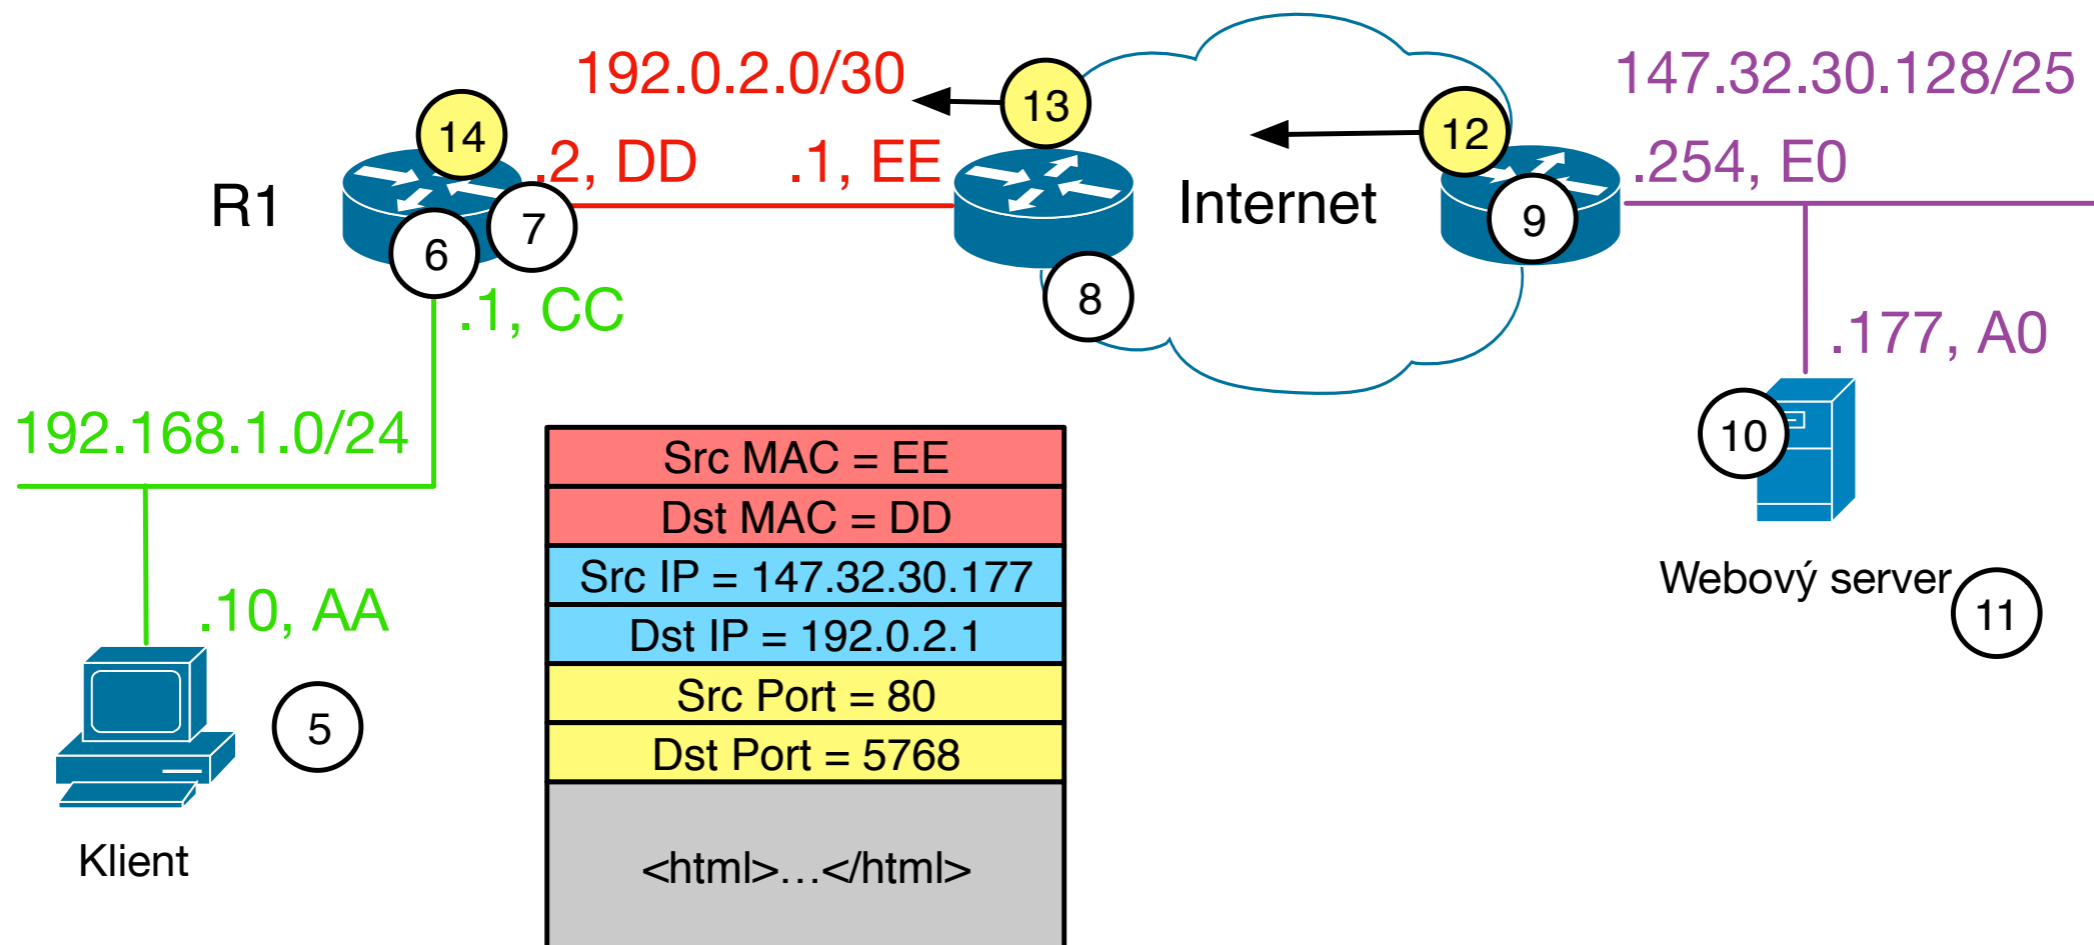 192.0.2.0/30
13
147.32.30.128/25
14
12
.2, DD
.1, EE
.254, E0
R1
7
Internet
9
6
8
.1, CC
.177, A0
192.168.1.0/24
10
Src MAC = EE
Dst MAC = DD
Src IP = 147.32.30.177
Dst IP = 192.0.2.1
Src Port = 80
Dst Port = 5768
<html>…</html>
Webový server
11
.10, AA
5
Klient